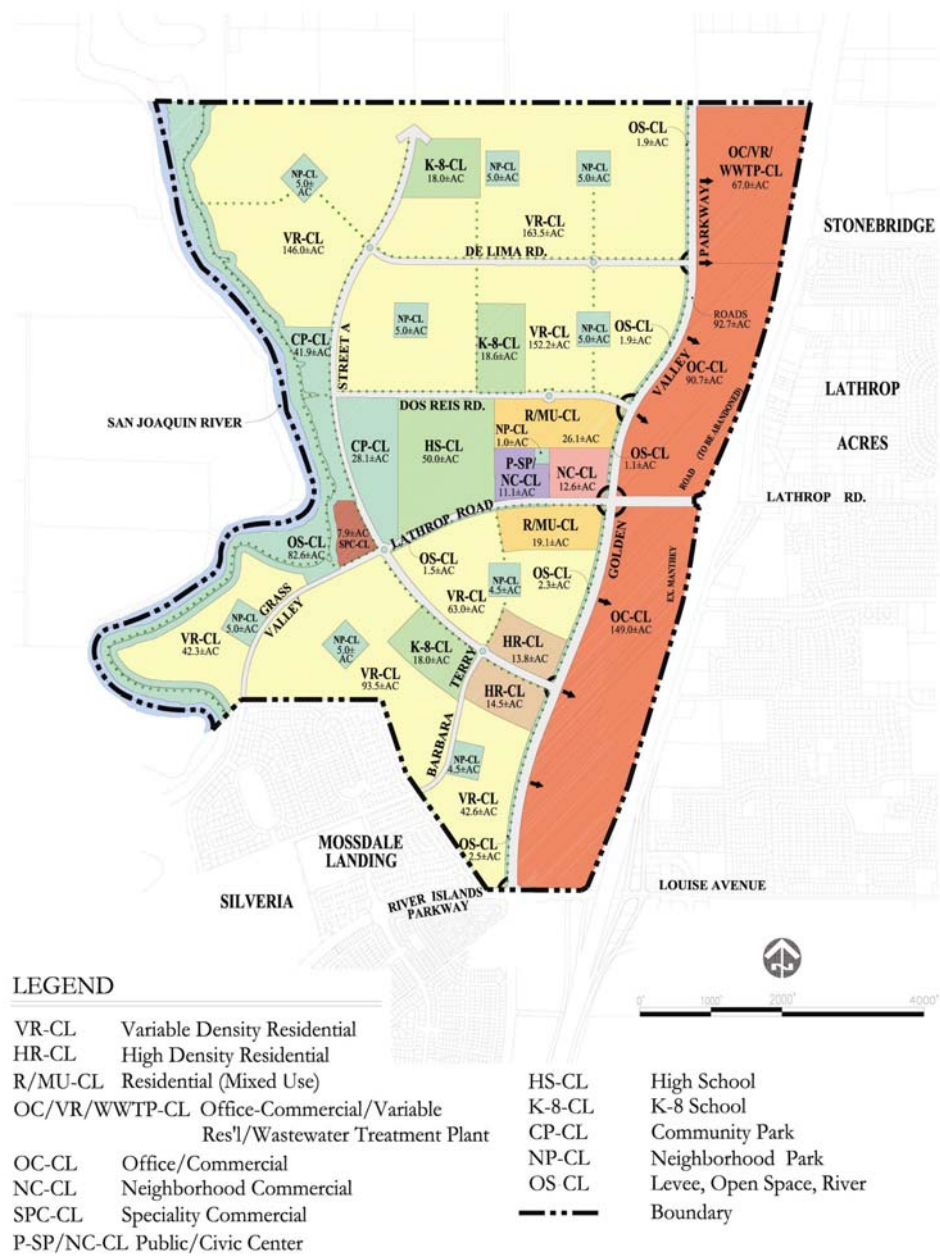 OS-CL
1.9±AC
OC/VR/
WWTP-CL
67.0±AC
K-8-CL
18.0±AC
NP-CL
5.0±AC
NP-CL
5.0±AC
NP-CL
5.0±
AC
PARKWAY
STONEBRIDGE
VR-CL
163.5±AC
VR-CL
146.0±AC
DE LIMA RD.
ROADS
92.7±AC
NP-CL
5.0±AC
K-8-CL
18.6±AC
VR-CL
152.2±AC
NP-CL
5.0±AC
OS-CL
1.9±AC
CP-CL
41.9±AC
STREET A
VALLEY
OC-CL
90.7±AC
LATHROP
ACRES
DOS REIS RD.
SAN JOAQUIN RIVER
R/MU-CL
26.1±AC
NP-CL
1.0±AC
CP-CL
28.1±AC
HS-CL
50.0±AC
OS-CL
1.1±AC
ROAD (TO BE ABANDONED)
P-SP/
NC-CL
11.1±AC
NC-CL
12.6±AC
LATHROP RD.
7.9±AC
SPC-CL
OS-CL
82.6±AC
LATHROP ROAD
R/MU-CL
19.1±AC
GOLDEN
OS-CL
1.5±AC
OS-CL
2.3±AC
EX. MANTHEY
NP-CL
4.5±AC
GRASS
VALLEY
VR-CL
63.0±AC
OC-CL
149.0±AC
NP-CL
5.0±AC
VR-CL
42.3±AC
NP-CL
5.0±
AC
K-8-CL
18.0±AC
HR-CL
13.8±AC
VR-CL
93.5±AC
TERRY
HR-CL
14.5±AC
BARBARA
NP-CL
4.5±AC
VR-CL
42.6±AC
OS-CL
2.5±AC
MOSSDALE
LANDING
SILVERIA
RIVER ISLANDS
PARKWAY
LOUISE AVENUE
0' 1000' 2000' 4000'
LEGEND
VR-CL Variable Density Residential
HR-CL High Density Residential
R/MU-CL Residential (Mixed Use)
OC/VR/WWTP-CL Office-Commercial/Variable
Res'l/Wastewater Treatment Plant
OC-CL Office/Commercial
NC-CL Neighborhood Commercial
SPC-CL Speciality Commercial
P-SP/NC-CL Public/Civic Center
HS-CL High School
K-8-CL K-8 School
CP-CL Community Park
NP-CL Neighborhood Park
OS-CL Levee, Open Space, River
Boundary